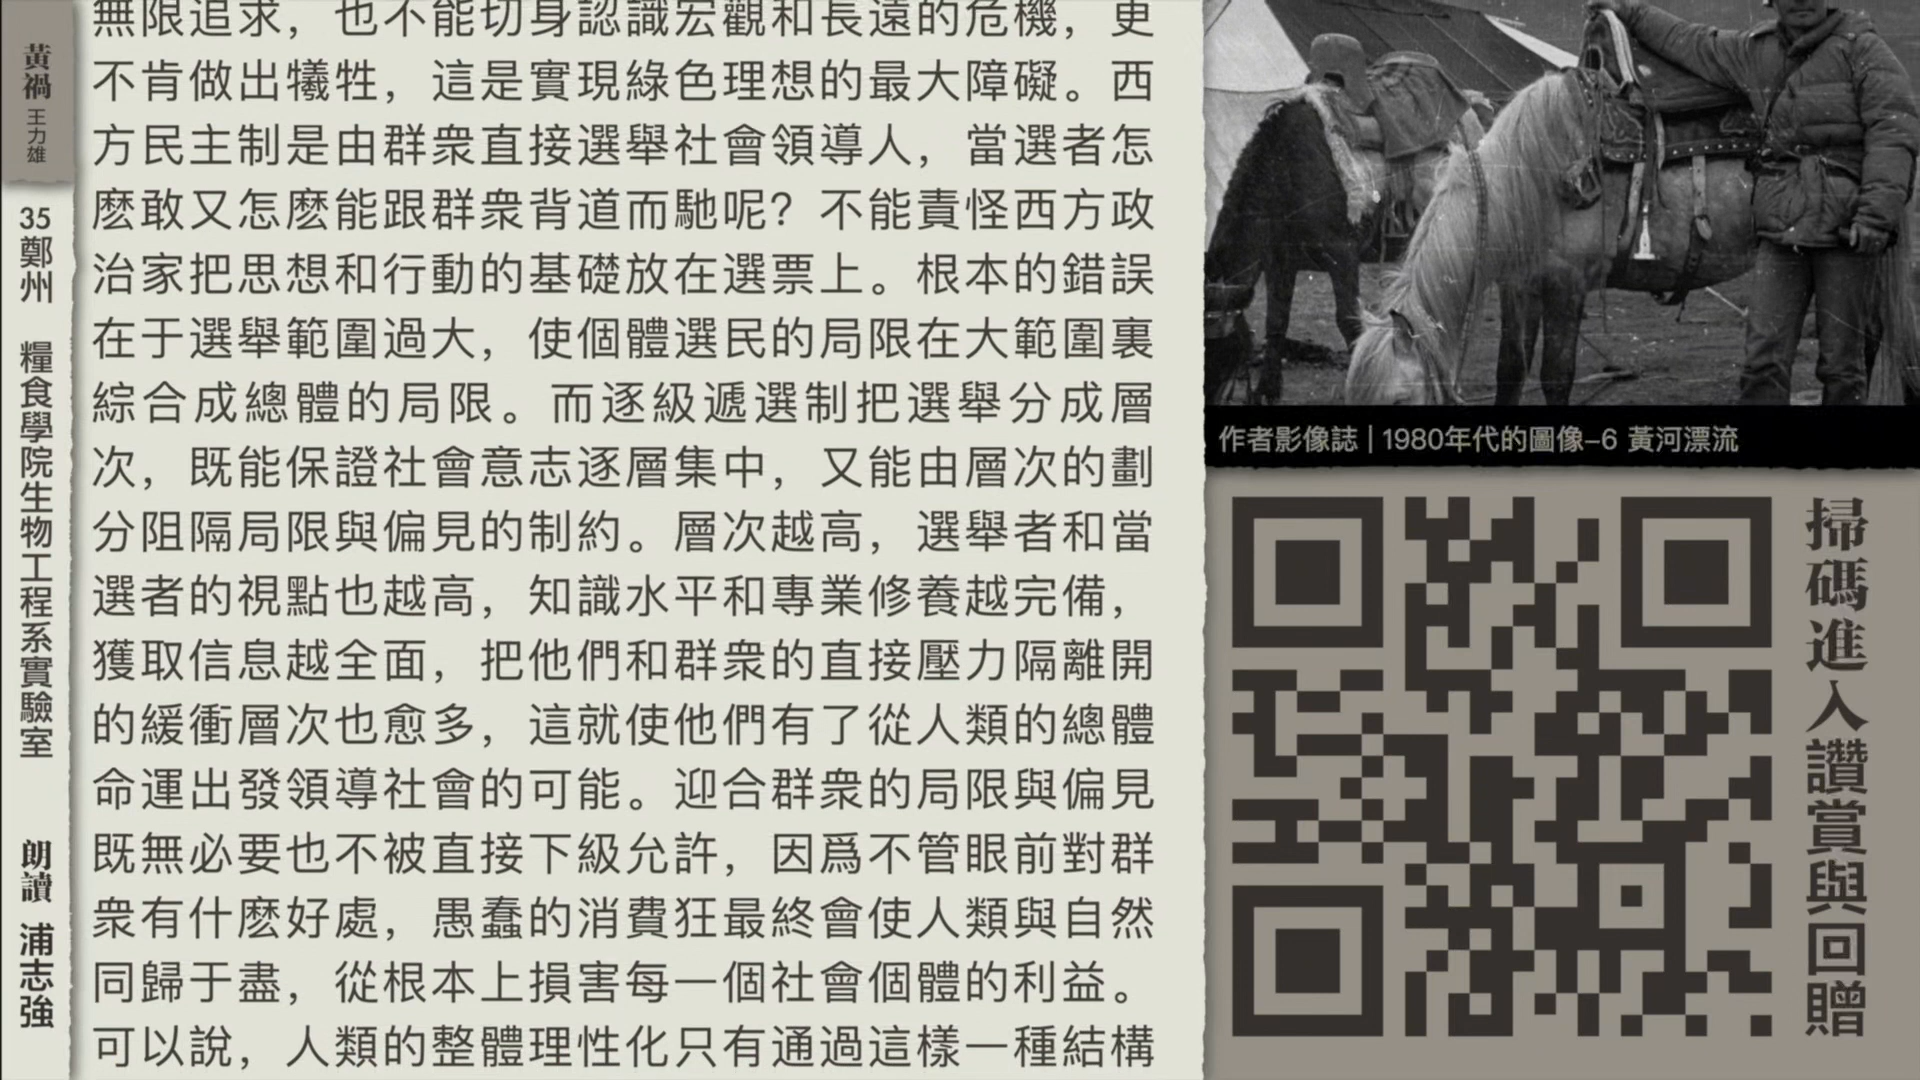 黃禍 王力雄
35 鄭州 糧食學院生物工程系實驗室
朗讀 浦志強
無限追求，也不能切身認識宏觀和長遠的危機，更
不肯做出犧牲，這是實現綠色理想的最大障礙。西
方民主制是由群衆直接選舉社會領導人，當選者怎
麽敢又怎麽能跟群衆背道而馳呢？不能責怪西方政
治家把思想和行動的基礎放在選票上。根本的錯誤
在于選舉範圍過大，使個體選民的局限在大範圍裏
綜合成總體的局限。而逐級遞選制把選舉分成層
次，既能保證社會意志逐層集中，又能由層次的劃
分阻隔局限與偏見的制約。層次越高，選舉者和當
選者的視點也越高，知識水平和專業修養越完備，
獲取信息越全面，把他們和群衆的直接壓力隔離開
的緩衝層次也愈多，這就使他們有了從人類的總體
命運出發領導社會的可能。迎合群衆的局限與偏見
既無必要也不被直接下級允許，因爲不管眼前對群
衆有什麽好處，愚蠢的消費狂最終會使人類與自然
同歸于盡，從根本上損害每一個社會個體的利益。
可以說，人類的整體理性化只有通過這樣一種結構
作者影像誌 | 1980年代的圖像–6 黃河漂流
掃碼進入讚賞與回贈